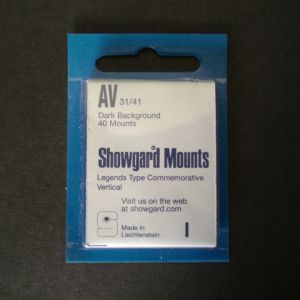 AV 31/41
Dark Background
40 Mounts
Showgard Mounts
Legends Type Commemorative
Vertical
Visit us on the web
at showgard.com
S
Made in
Liechtenstein
I